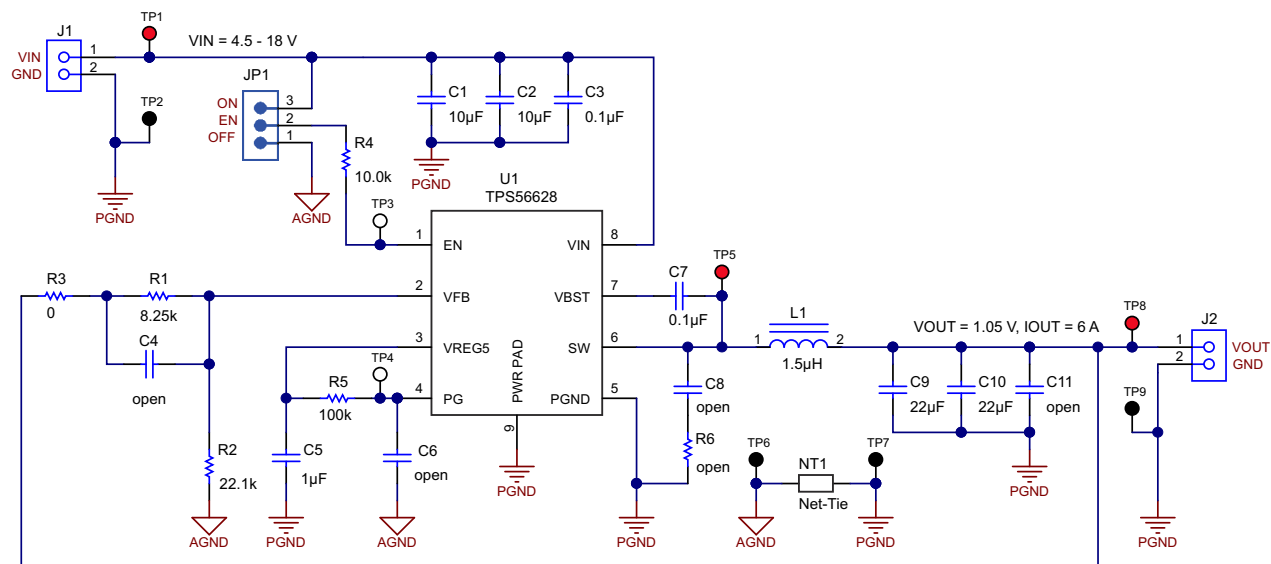 J1
VIN
GND
1
2
TP1
VIN = 4.5 - 18 V
TP2
PGND
JP1
ON
EN
OFF
3
2
1
AGND
R4
10.0k
C1
10µF
C2
10µF
C3
0.1µF
PGND
TP3
U1
TPS56628
1
EN
VIN
8
2
VFB
VBST
7
3
VREG5
SW
6
4
PG
PGND
5
PWR PAD
9
PGND
R3
0
R1
8.25k
C4
open
R2
22.1k
AGND
R5
100k
TP4
C5
1µF
PGND
C6
open
AGND
C7
0.1µF
TP5
C8
open
R6
open
PGND
1
L1
2
1.5µH
VOUT = 1.05 V, IOUT = 6 A
TP8
C9
22µF
C10
22µF
C11
open
PGND
TP6
NT1
Net-Tie
TP7
AGND
PGND
TP9
J2
1
2
VOUT
GND
PGND